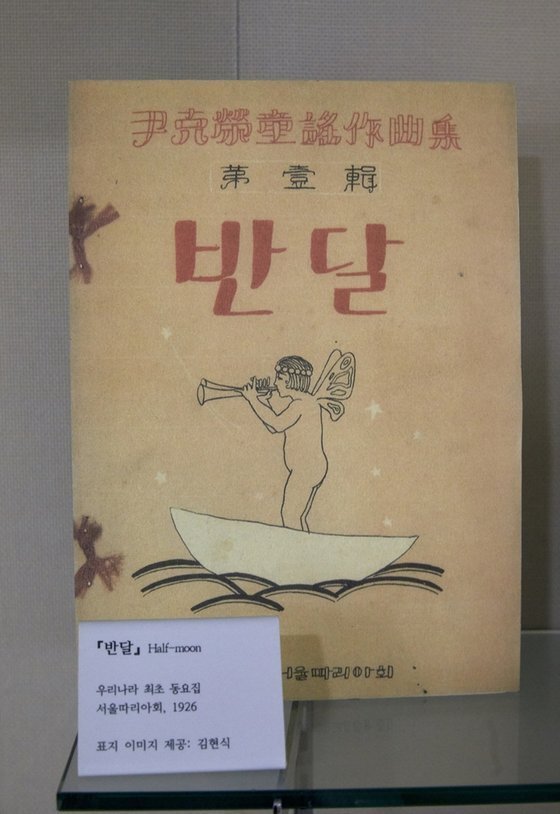 尹克榮童謠作曲集
第壹輯
반달
서울따리아회
『반달』 Half-moon
우리나라 최초 동요집
서울따리아회, 1926
표지 이미지 제공: 김현식